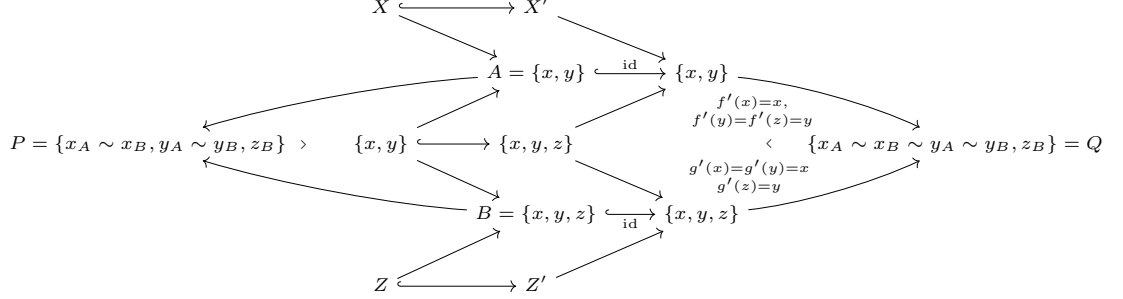 X X′
A = {x, y} id {x, y}
f′(x)=x,
f′(y)=f′(z)=y
P = {x_A ∼ x_B, y_A ∼ y_B, z_B} › {x, y} {x, y, z} ‹ {x_A ∼ x_B ∼ y_A ∼ y_B, z_B} = Q
g′(x)=g′(y)=x
g′(z)=y
B = {x, y, z} id {x, y, z}
Z Z′